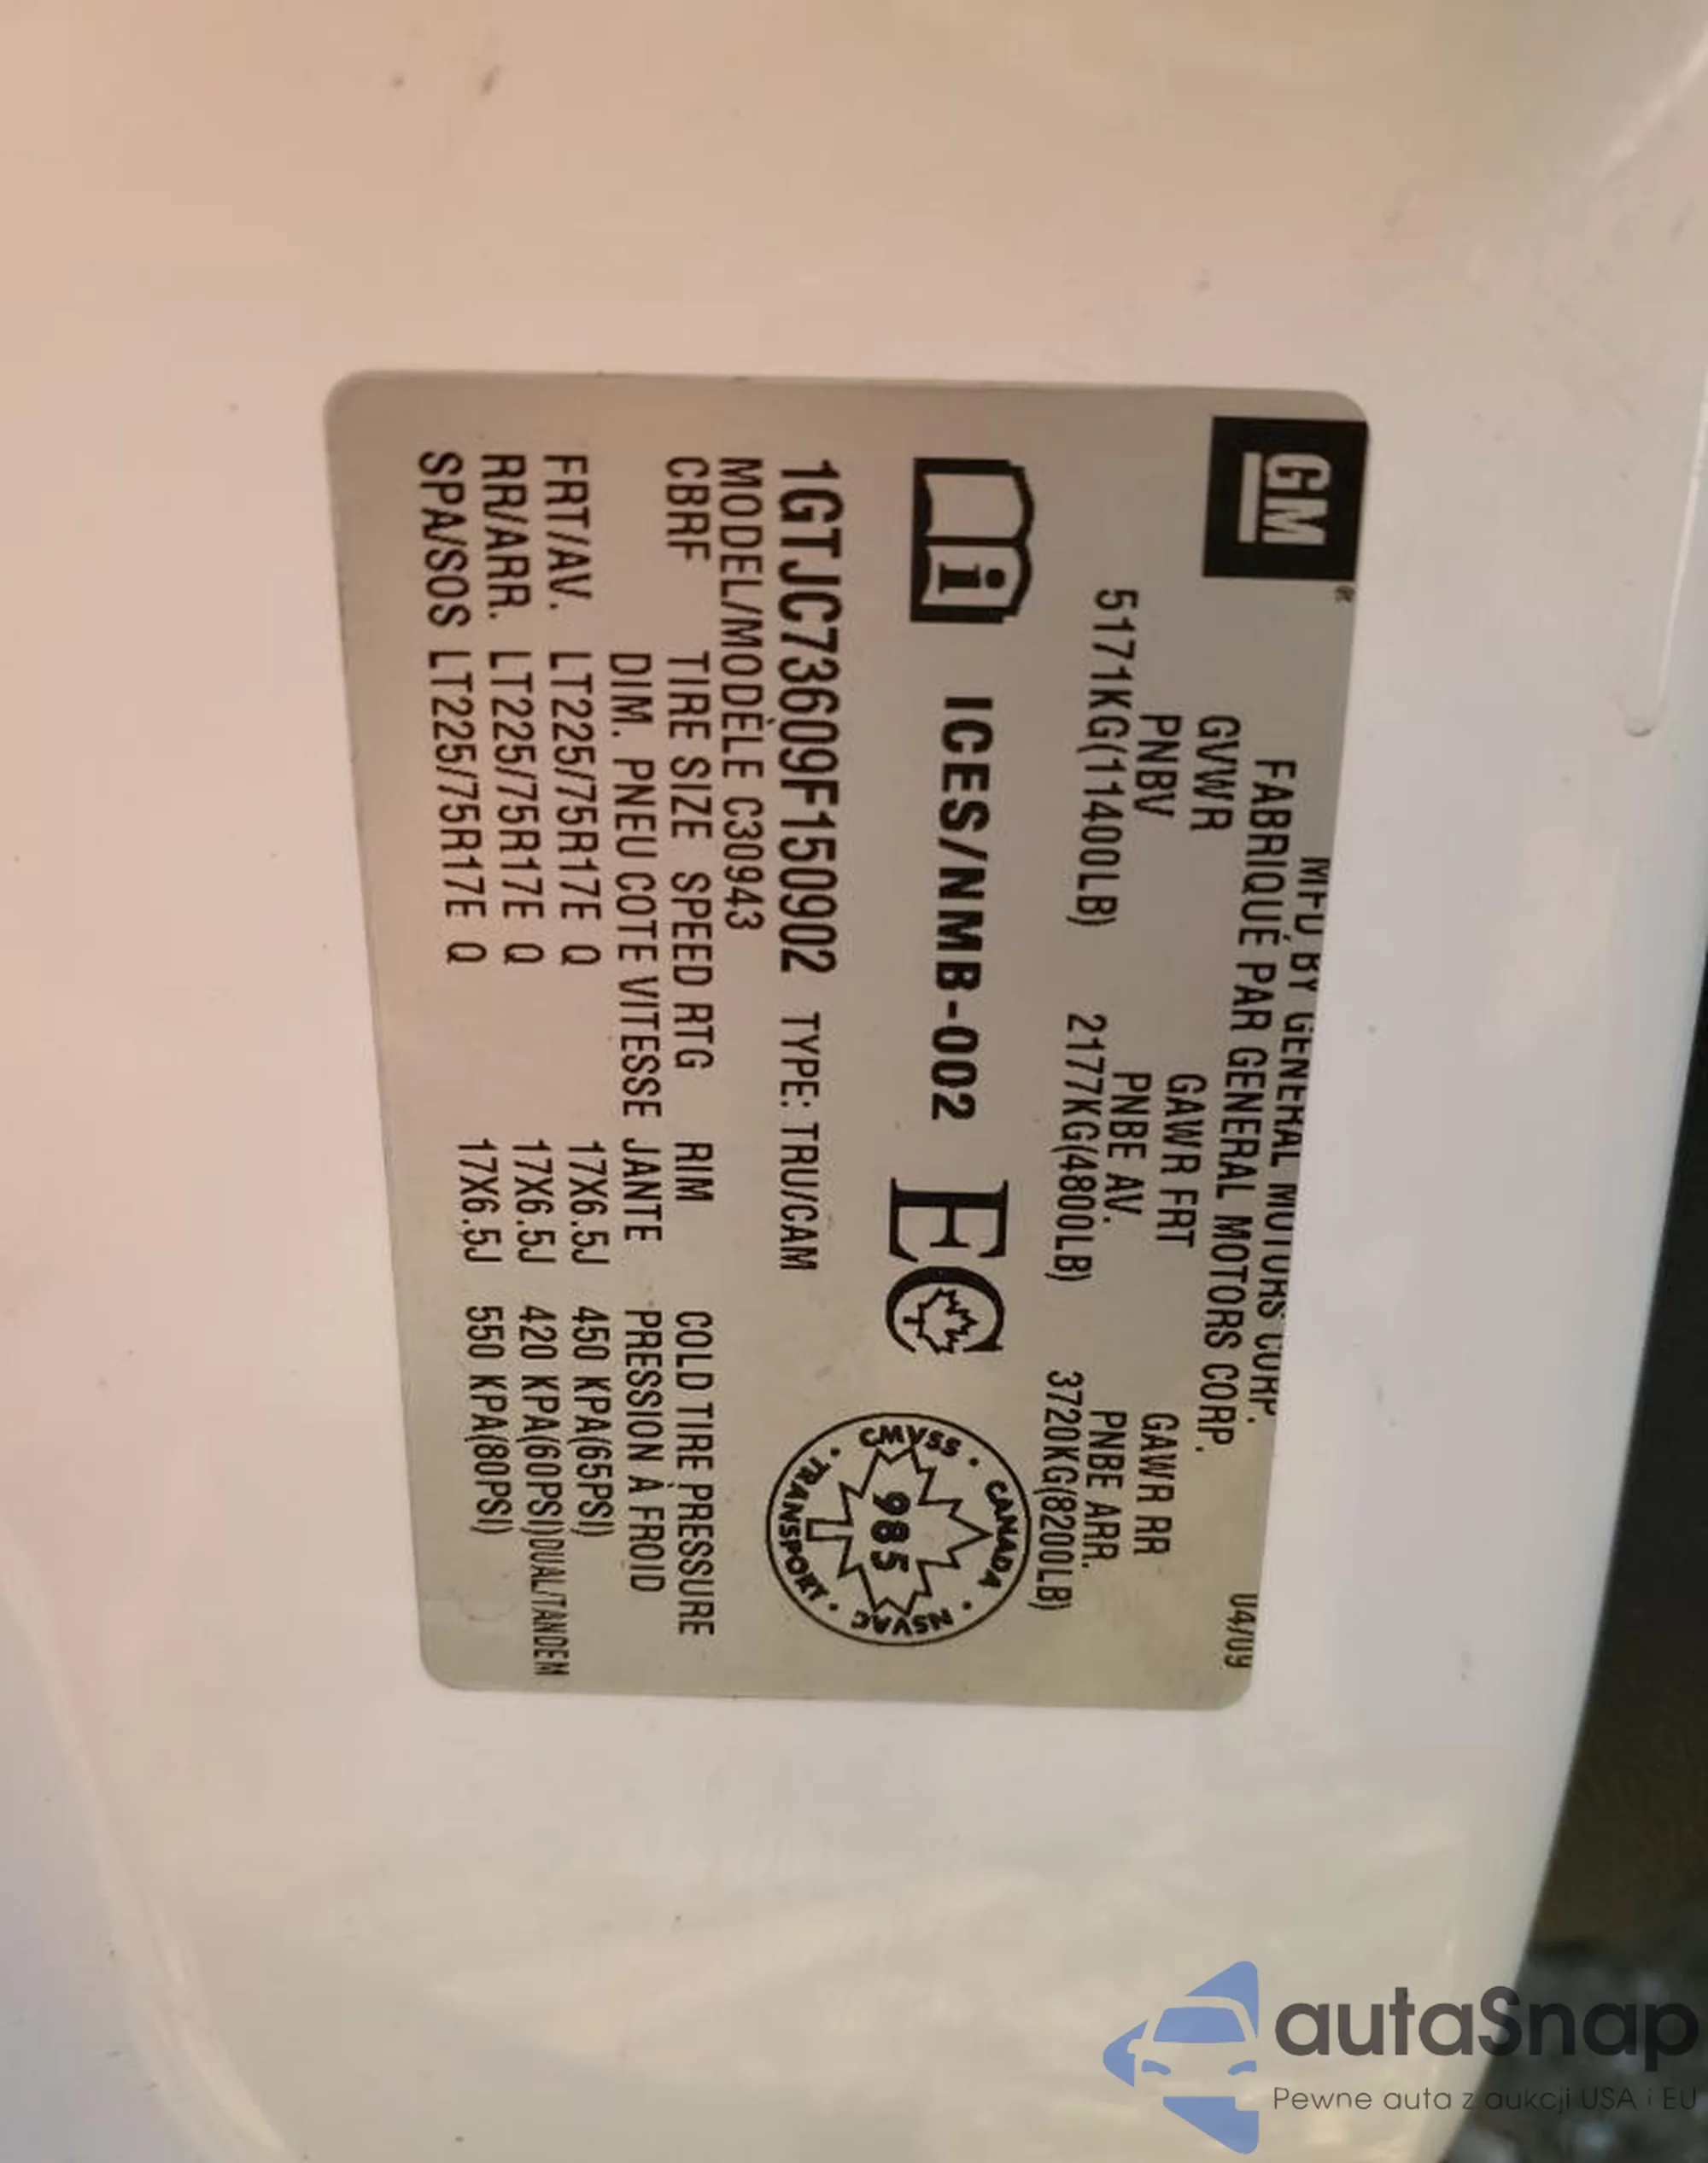 GM
MFD BY GENERAL MOTORS CORP. 04/09
FABRIQUÉ PAR GENERAL MOTORS CORP.
GVWR GAWR FRT GAWR RR
PNBV PNBE AV. PNBE ARR.
5171KG(11400LB) 2177KG(4800LB) 3720KG(8200LB)
i ICES/NMB-002 EC
CMVSS · CANADA · NSVAC · TRANSPORT ·
985
1GTJC73609F150902 TYPE: TRU/CAM
MODEL/MODÈLE C30943
CBRF TIRE SIZE SPEED RTG RIM COLD TIRE PRESSURE
DIM. PNEU COTE VITESSE JANTE PRESSION À FROID
FRT/AV. LT225/75R17E Q 17X6.5J 450 KPA(65PSI)
RR/ARR. LT225/75R17E Q 17X6.5J 420 KPA(60PSI)DUAL/TANDEM
SPA/SOS LT225/75R17E Q 17X6.5J 550 KPA(80PSI)
autaSnap
Pewne auta z aukcji USA i EU